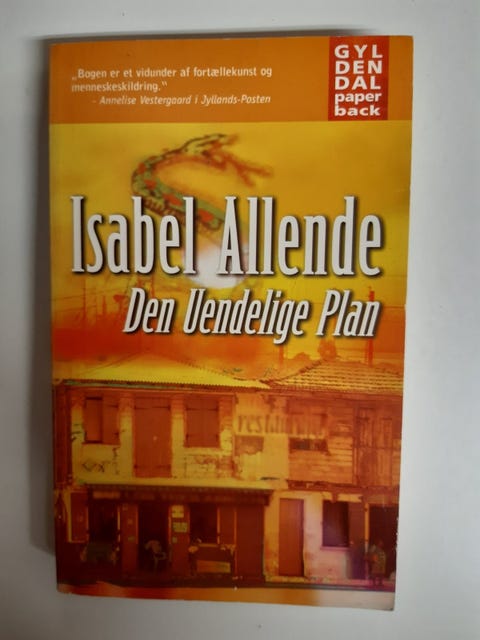 „Bogen er et vidunder af fortællekunst og
menneskeskildring."
- Annelise Vestergaard i Jyllands-Posten
GYL
DEN
DAL
paper
back
Isabel Allende
Den Uendelige Plan
restaurant